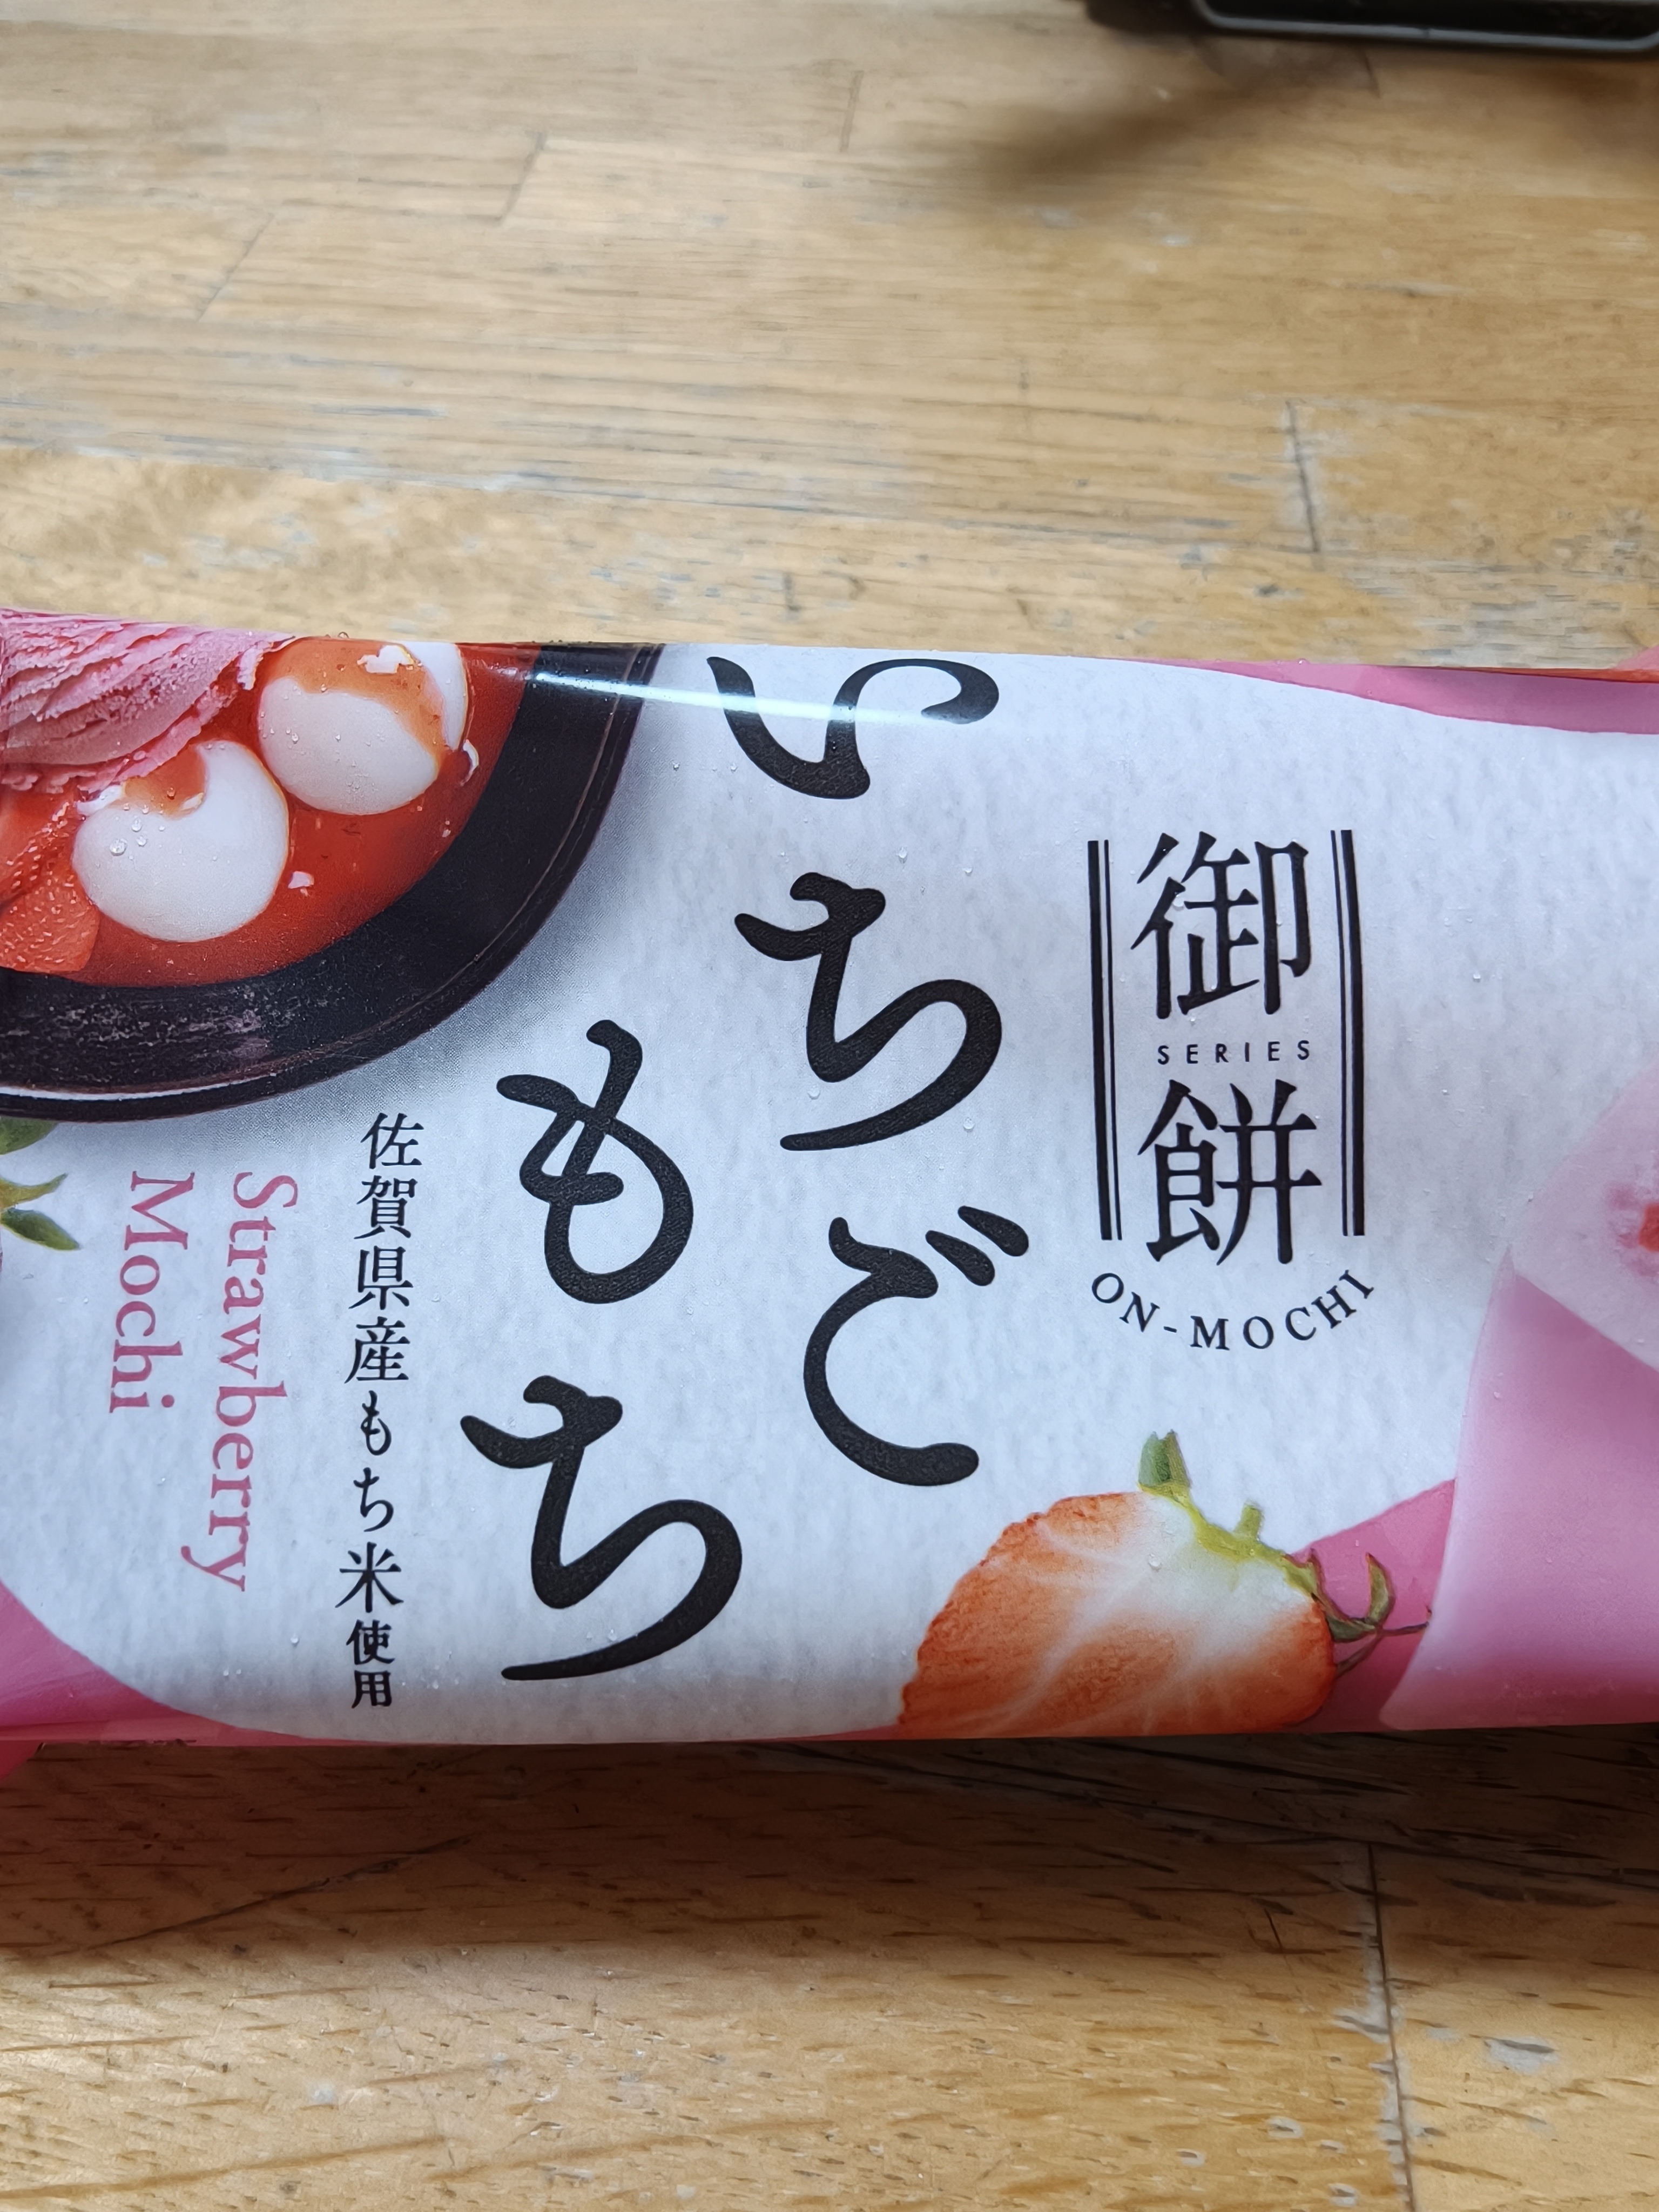 御
SERIES
餅
ON-MOCHI
いちご
もち
佐賀県産もち米使用
Strawberry
Mochi